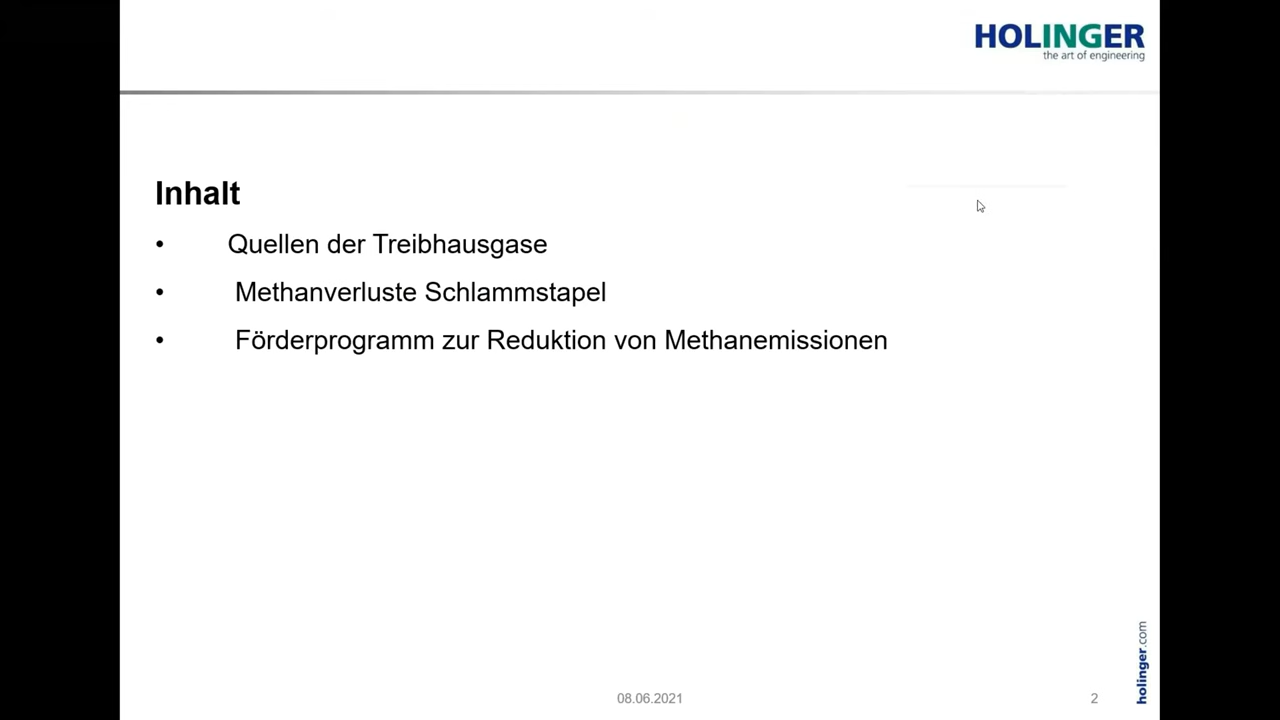 HOLINGER
the art of engineering
Inhalt
• Quellen der Treibhausgase
• Methanverluste Schlammstapel
• Förderprogramm zur Reduktion von Methanemissionen
holinger.com
08.06.2021
2